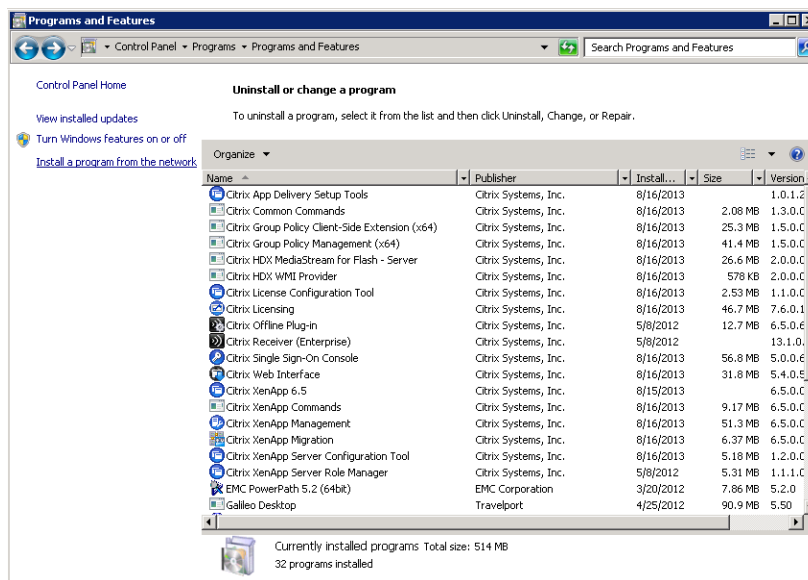 Programs and Features
Control Panel Programs Programs and Features Search Programs and Features
Control Panel Home
Uninstall or change a program
View installed updates
To uninstall a program, select it from the list and then click Uninstall, Change, or Repair.
Turn Windows features on or off
Install a program from the network
Organize
Name Publisher Install... Size Version
Citrix App Delivery Setup Tools Citrix Systems, Inc. 8/16/2013 1.0.1.2
Citrix Common Commands Citrix Systems, Inc. 8/16/2013 2.08 MB 1.3.0.0
Citrix Group Policy Client-Side Extension (x64) Citrix Systems, Inc. 8/16/2013 25.3 MB 1.5.0.0
Citrix Group Policy Management (x64) Citrix Systems, Inc. 8/16/2013 41.4 MB 1.5.0.0
Citrix HDX MediaStream for Flash - Server Citrix Systems, Inc. 8/16/2013 26.6 MB 2.0.0.0
Citrix HDX WMI Provider Citrix Systems, Inc. 8/16/2013 578 KB 2.0.0.0
Citrix License Configuration Tool Citrix Systems, Inc. 8/16/2013 2.53 MB 1.1.0.0
Citrix Licensing Citrix Systems, Inc. 8/16/2013 46.7 MB 7.6.0.1
Citrix Offline Plug-in Citrix Systems, Inc. 5/8/2012 12.7 MB 6.5.0.6
Citrix Receiver (Enterprise) Citrix Systems, Inc. 5/8/2012 13.1.0.
Citrix Single Sign-On Console Citrix Systems, Inc. 8/16/2013 56.8 MB 5.0.0.6
Citrix Web Interface Citrix Systems, Inc. 8/16/2013 31.8 MB 5.4.0.5
Citrix XenApp 6.5 Citrix Systems, Inc. 8/15/2013 6.5.0.0
Citrix XenApp Commands Citrix Systems, Inc. 8/16/2013 9.17 MB 6.5.0.0
Citrix XenApp Management Citrix Systems, Inc. 8/16/2013 51.3 MB 6.5.0.0
Citrix XenApp Migration Citrix Systems, Inc. 8/16/2013 6.37 MB 6.5.0.0
Citrix XenApp Server Configuration Tool Citrix Systems, Inc. 8/16/2013 5.18 MB 1.2.0.0
Citrix XenApp Server Role Manager Citrix Systems, Inc. 5/8/2012 5.31 MB 1.1.1.0
EMC PowerPath 5.2 (64bit) EMC Corporation 3/20/2012 7.86 MB 5.2.0
Galileo Desktop Travelport 4/25/2012 90.9 MB 5.50
Currently installed programs Total size: 514 MB
32 programs installed